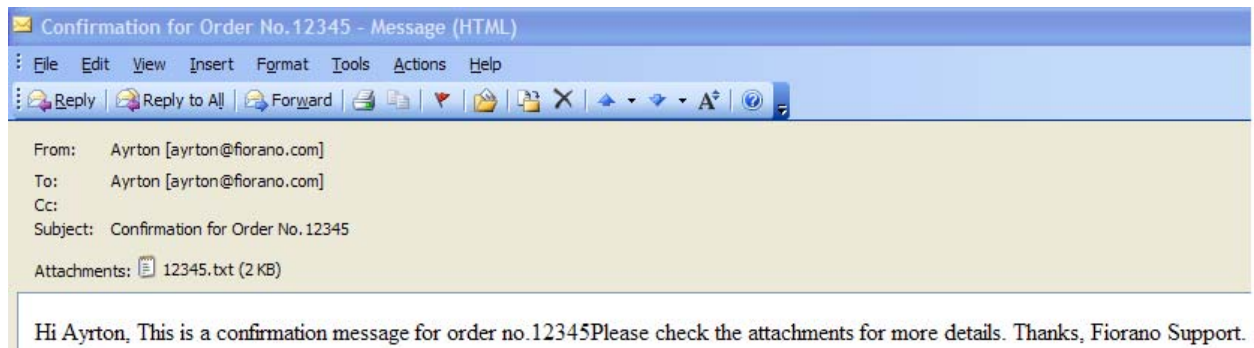 Confirmation for Order No.12345 - Message (HTML)
File Edit View Insert Format Tools Actions Help
Reply Reply to All Forward A
From: Ayrton [ayrton@fiorano.com]
To: Ayrton [ayrton@fiorano.com]
Cc:
Subject: Confirmation for Order No.12345
Attachments: 12345.txt (2 KB)
Hi Ayrton, This is a confirmation message for order no.12345Please check the attachments for more details. Thanks, Fiorano Support.